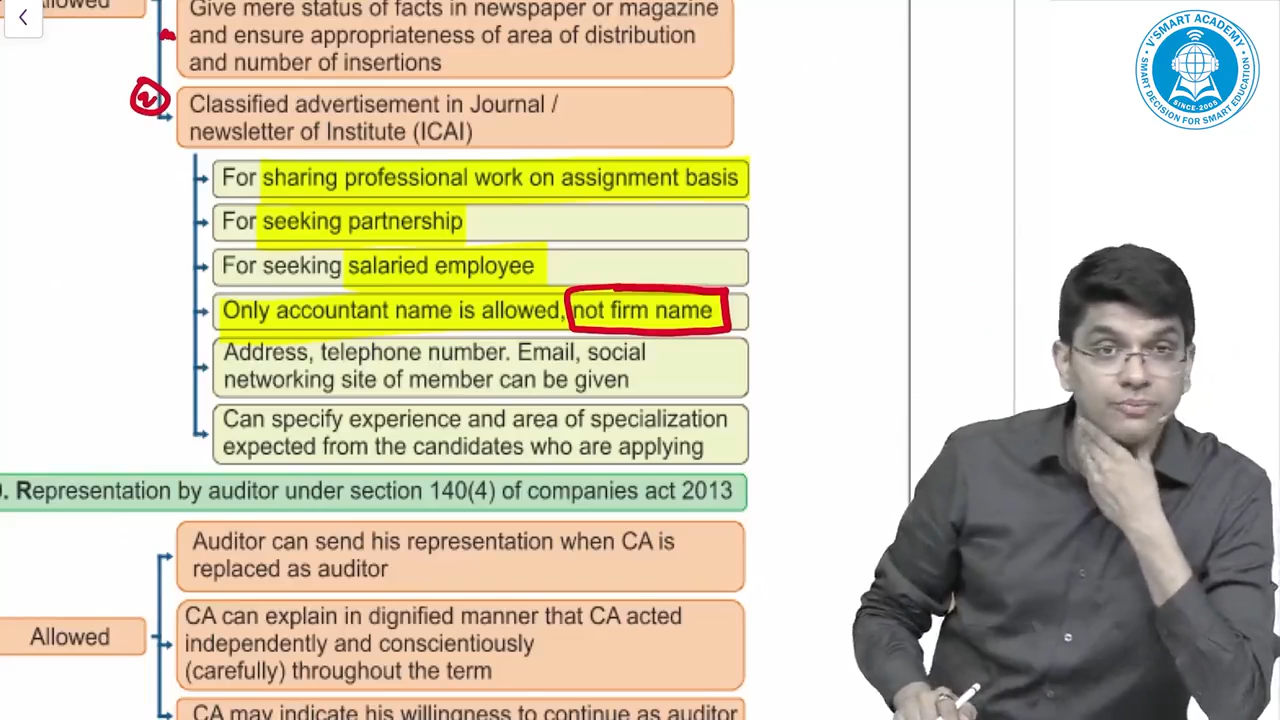 Allowed
Give mere status of facts in newspaper or magazine
and ensure appropriateness of area of distribution
and number of insertions
2
Classified advertisement in Journal /
newsletter of Institute (ICAI)
For sharing professional work on assignment basis
For seeking partnership
For seeking salaried employee
Only accountant name is allowed, not firm name
Address, telephone number. Email, social
networking site of member can be given
Can specify experience and area of specialization
expected from the candidates who are applying
. Representation by auditor under section 140(4) of companies act 2013
Auditor can send his representation when CA is
replaced as auditor
Allowed
CA can explain in dignified manner that CA acted
independently and conscientiously
(carefully) throughout the term
CA may indicate his willingness to continue as auditor
V'SMART ACADEMY
SINCE-2005
SMART DECISION FOR SMART EDUCATION